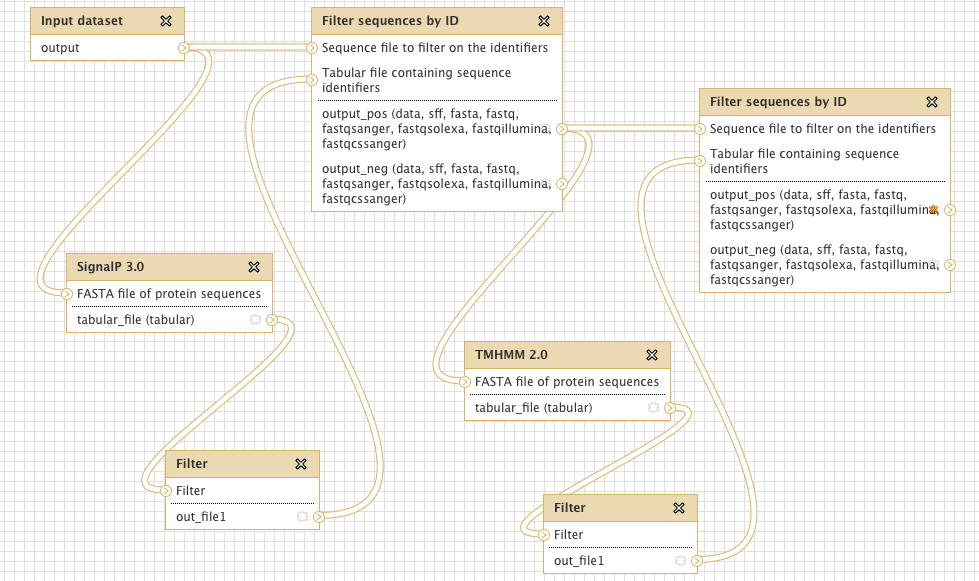 Input dataset
output
Filter sequences by ID
Sequence file to filter on the identifiers
Tabular file containing sequence
identifiers
output_pos (data, sff, fasta, fastq,
fastqsanger, fastqsolexa, fastqillumina,
fastqcssanger)
output_neg (data, sff, fasta, fastq,
fastqsanger, fastqsolexa, fastqillumina,
fastqcssanger)
Filter sequences by ID
Sequence file to filter on the identifiers
Tabular file containing sequence
identifiers
output_pos (data, sff, fasta, fastq,
fastqsanger, fastqsolexa, fastqillumina,
fastqcssanger)
output_neg (data, sff, fasta, fastq,
fastqsanger, fastqsolexa, fastqillumina,
fastqcssanger)
SignalP 3.0
FASTA file of protein sequences
tabular_file (tabular)
TMHMM 2.0
FASTA file of protein sequences
tabular_file (tabular)
Filter
Filter
out_file1
Filter
Filter
out_file1